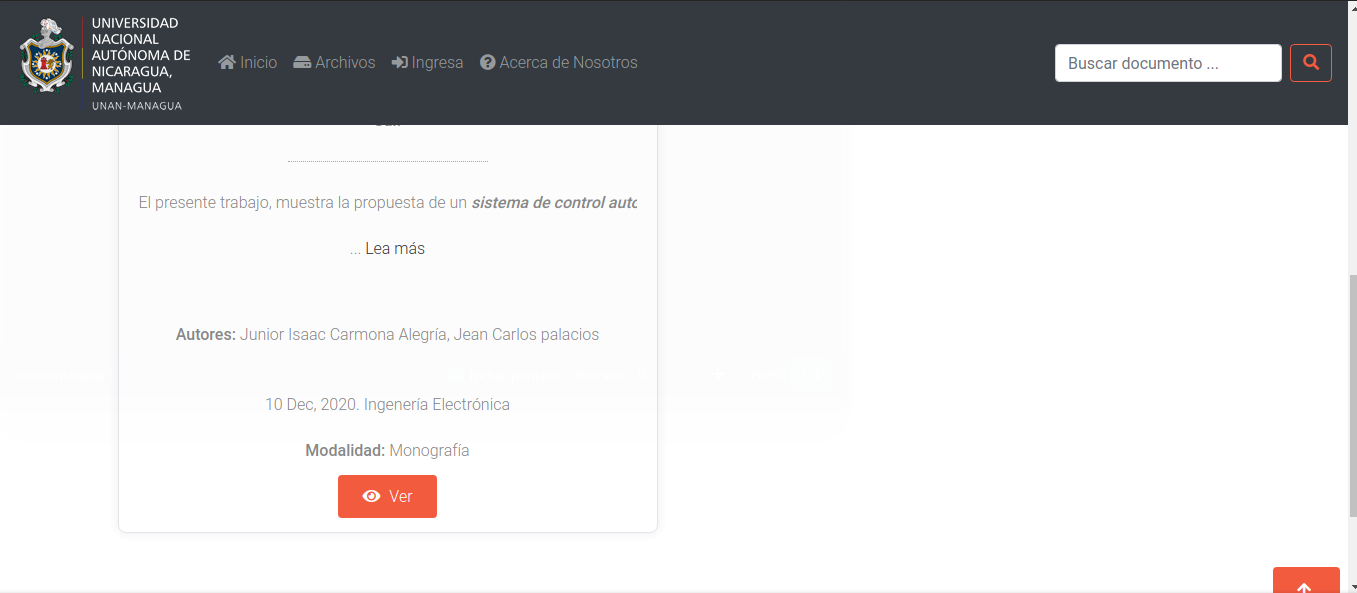 UNIVERSIDAD
NACIONAL
AUTÓNOMA DE
NICARAGUA,
MANAGUA
UNAN-MANAGUA
Inicio Archivos Ingresa Acerca de Nosotros
Buscar documento ...
El presente trabajo, muestra la propuesta de un sistema de control auto
... Lea más
Autores: Junior Isaac Carmona Alegría, Jean Carlos palacios
10 Dec, 2020. Ingenería Electrónica
Modalidad: Monografía
Ver